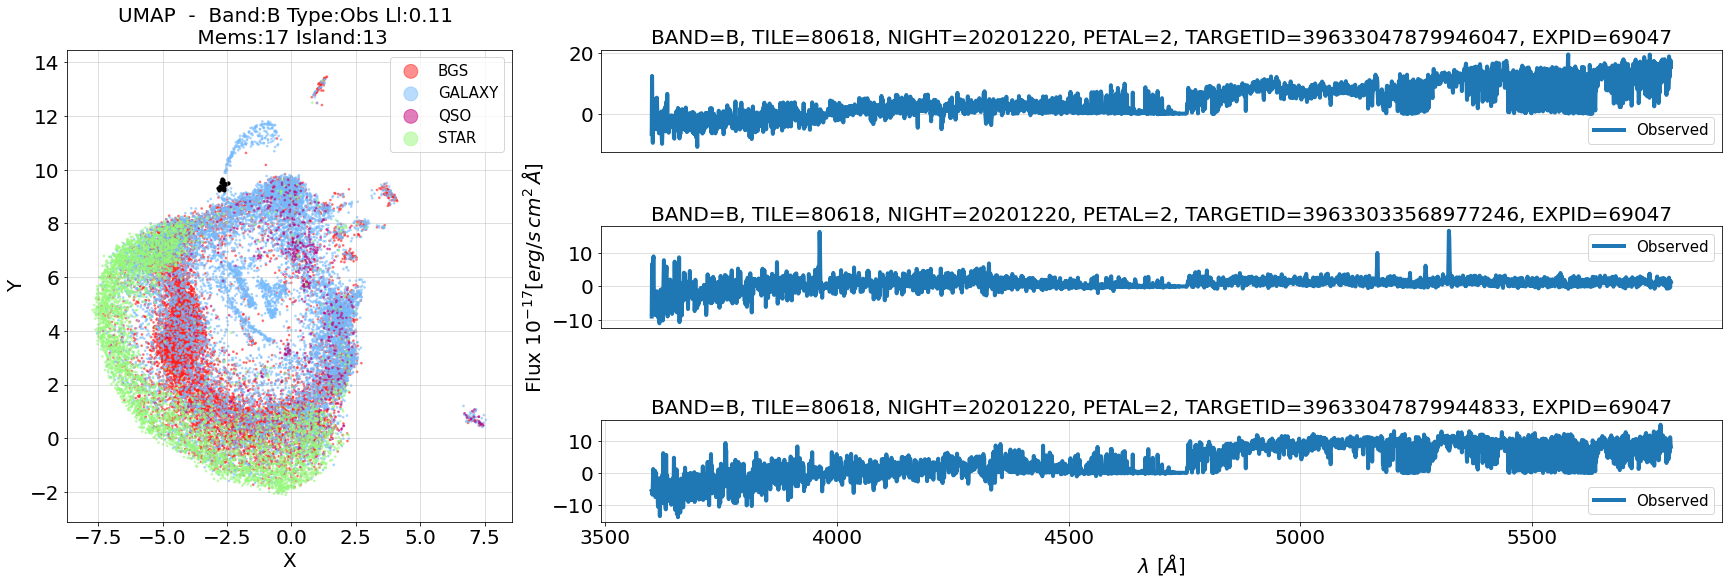 UMAP - Band:B Type:Obs Ll:0.11
Mems:17 Island:13
14
12
10
8
6
4
2
0
−2
Y
BGS
GALAXY
QSO
STAR
−7.5 −5.0 −2.5 0.0 2.5 5.0 7.5
X
BAND=B, TILE=80618, NIGHT=20201220, PETAL=2, TARGETID=39633047879946047, EXPID=69047
20
0
Observed
Flux 10⁻¹⁷[erg/s cm² Å]
BAND=B, TILE=80618, NIGHT=20201220, PETAL=2, TARGETID=39633033568977246, EXPID=69047
10
0
−10
Observed
BAND=B, TILE=80618, NIGHT=20201220, PETAL=2, TARGETID=39633047879944833, EXPID=69047
10
0
−10
Observed
3500 4000 4500 5000 5500
λ [Å]